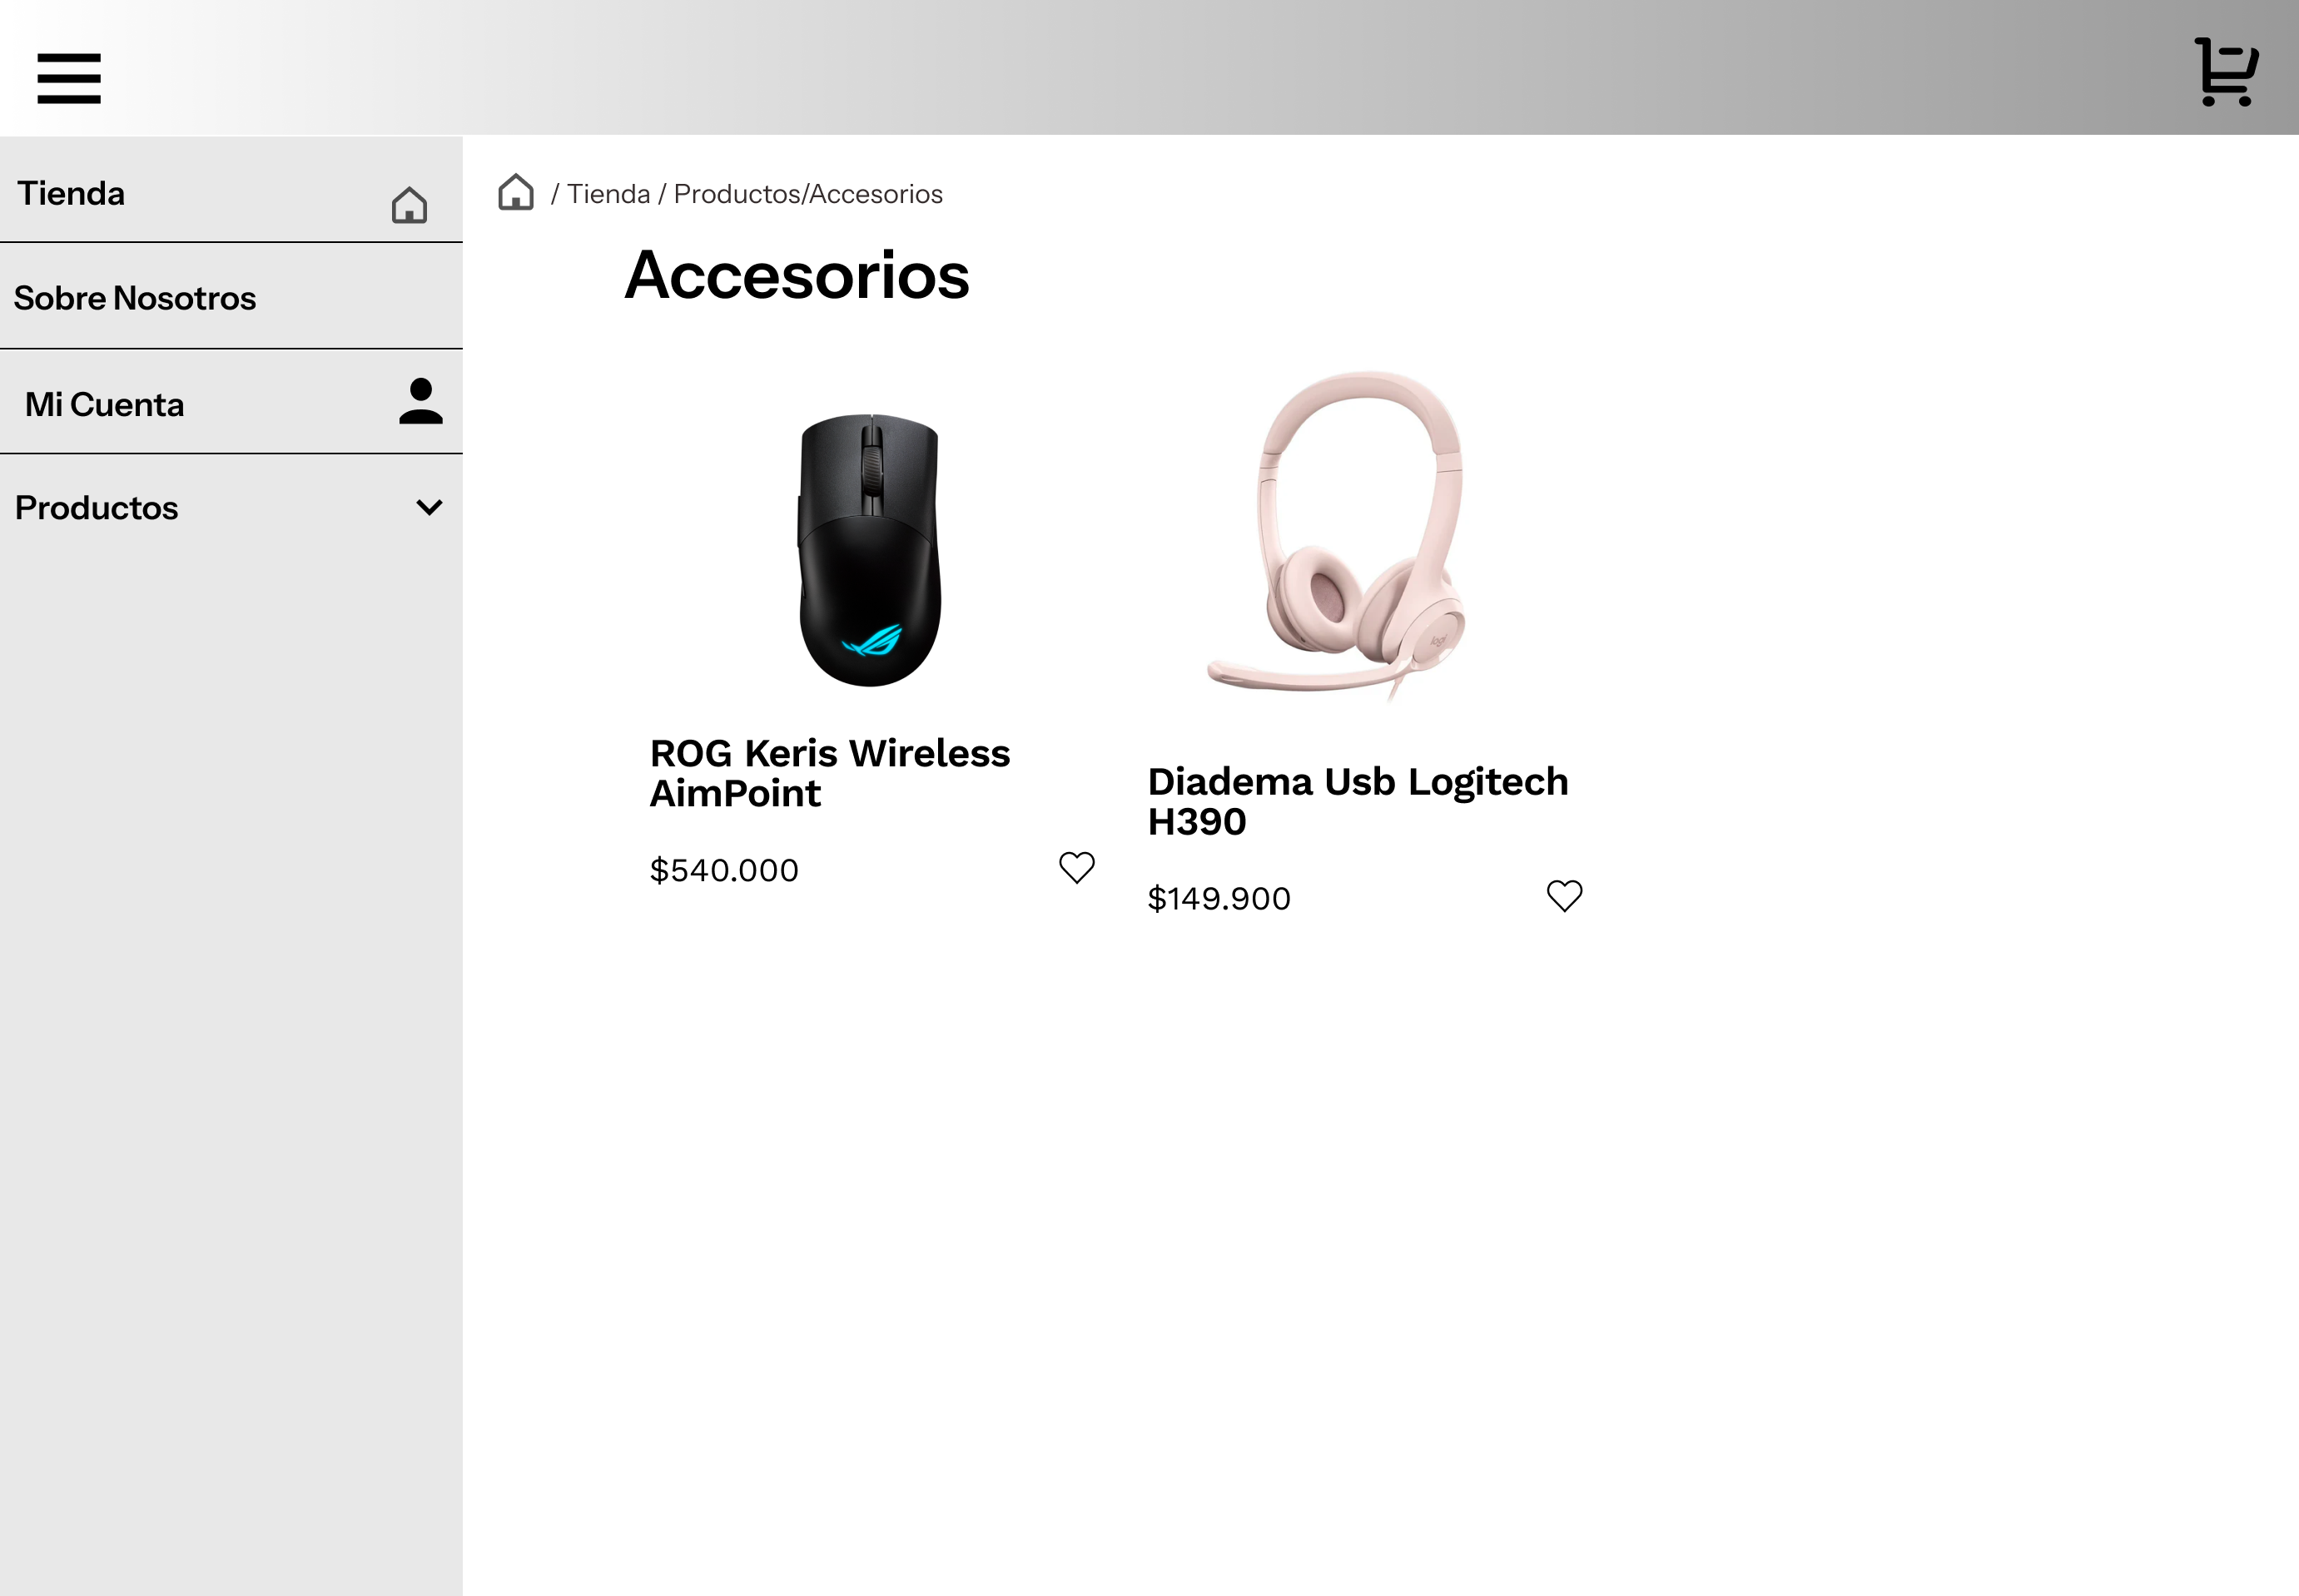 Tienda
Sobre Nosotros
Mi Cuenta
Productos
/ Tienda / Productos/Accesorios
Accesorios
logi
ROG Keris Wireless
AimPoint
$540.000
Diadema Usb Logitech
H390
$149.900